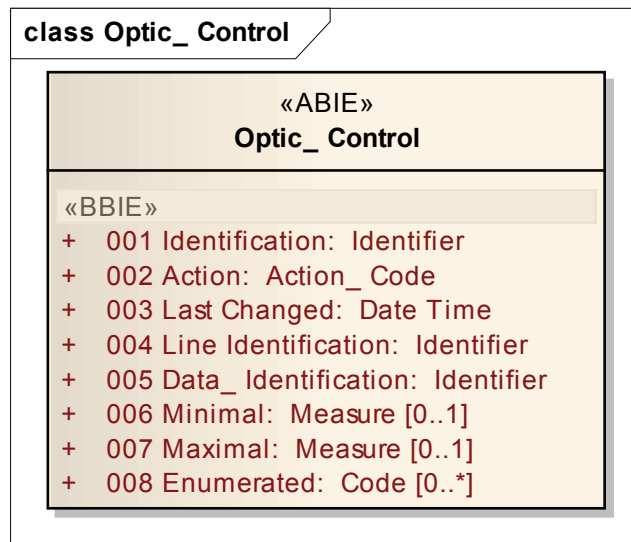 class Optic_ Control
«ABIE»
Optic_ Control
«BBIE»
+ 001 Identification: Identifier
+ 002 Action: Action_ Code
+ 003 Last Changed: Date Time
+ 004 Line Identification: Identifier
+ 005 Data_ Identification: Identifier
+ 006 Minimal: Measure [0..1]
+ 007 Maximal: Measure [0..1]
+ 008 Enumerated: Code [0..*]